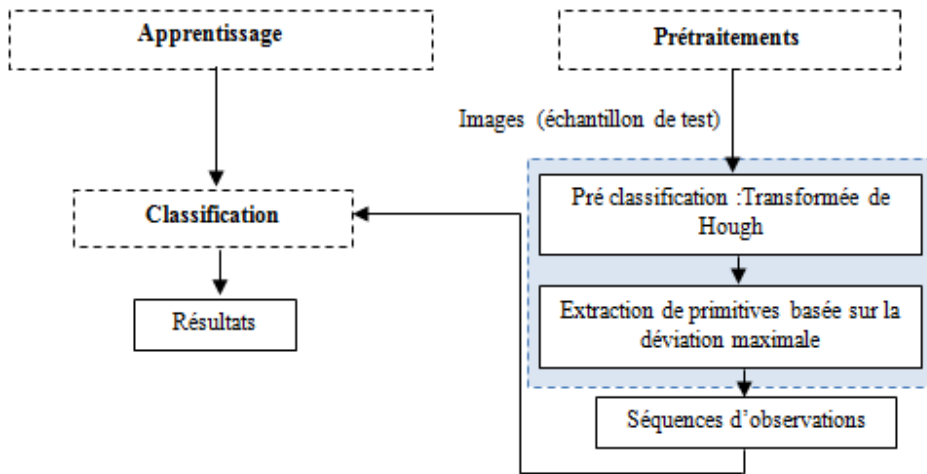 Apprentissage
Prétraitements
Images (échantillon de test)
Pré classification :Transformée de
Hough
Classification
Extraction de primitives basée sur la
déviation maximale
Résultats
Séquences d’observations